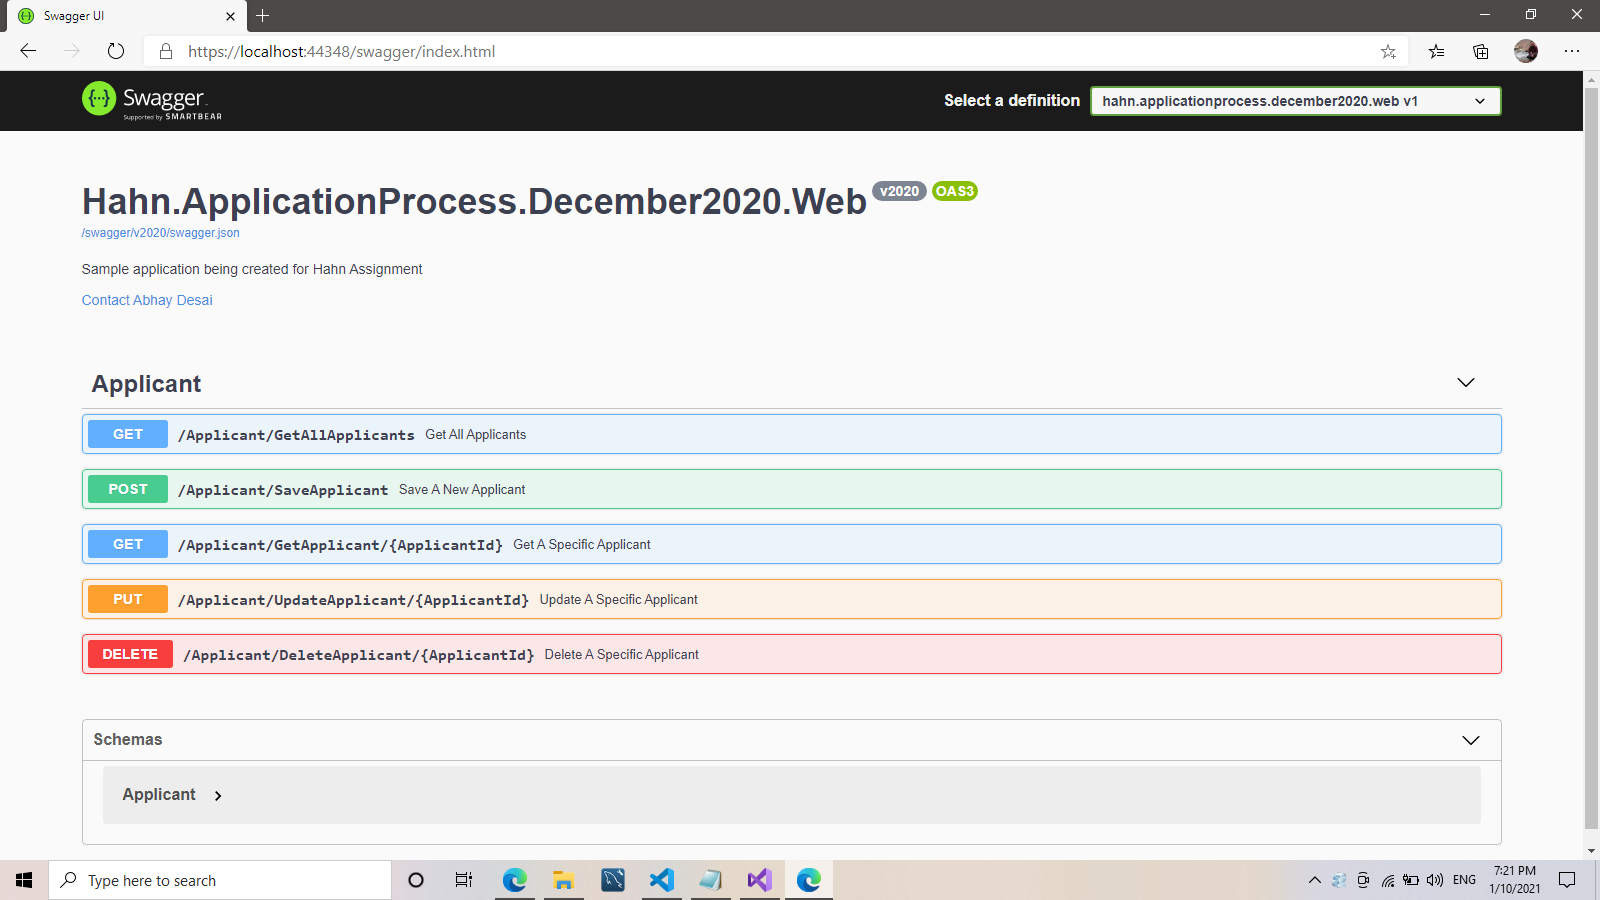 Swagger UI
https://localhost:44348/swagger/index.html
Swagger
Supported by SMARTBEAR
Select a definition
hahn.applicationprocess.december2020.web v1
Hahn.ApplicationProcess.December2020.Web v2020 OAS3
/swagger/v2020/swagger.json
Sample application being created for Hahn Assignment
Contact Abhay Desai
Applicant
GET /Applicant/GetAllApplicants Get All Applicants
POST /Applicant/SaveApplicant Save A New Applicant
GET /Applicant/GetApplicant/{ApplicantId} Get A Specific Applicant
PUT /Applicant/UpdateApplicant/{ApplicantId} Update A Specific Applicant
DELETE /Applicant/DeleteApplicant/{ApplicantId} Delete A Specific Applicant
Schemas
Applicant
Type here to search
ENG
7:21 PM
1/10/2021